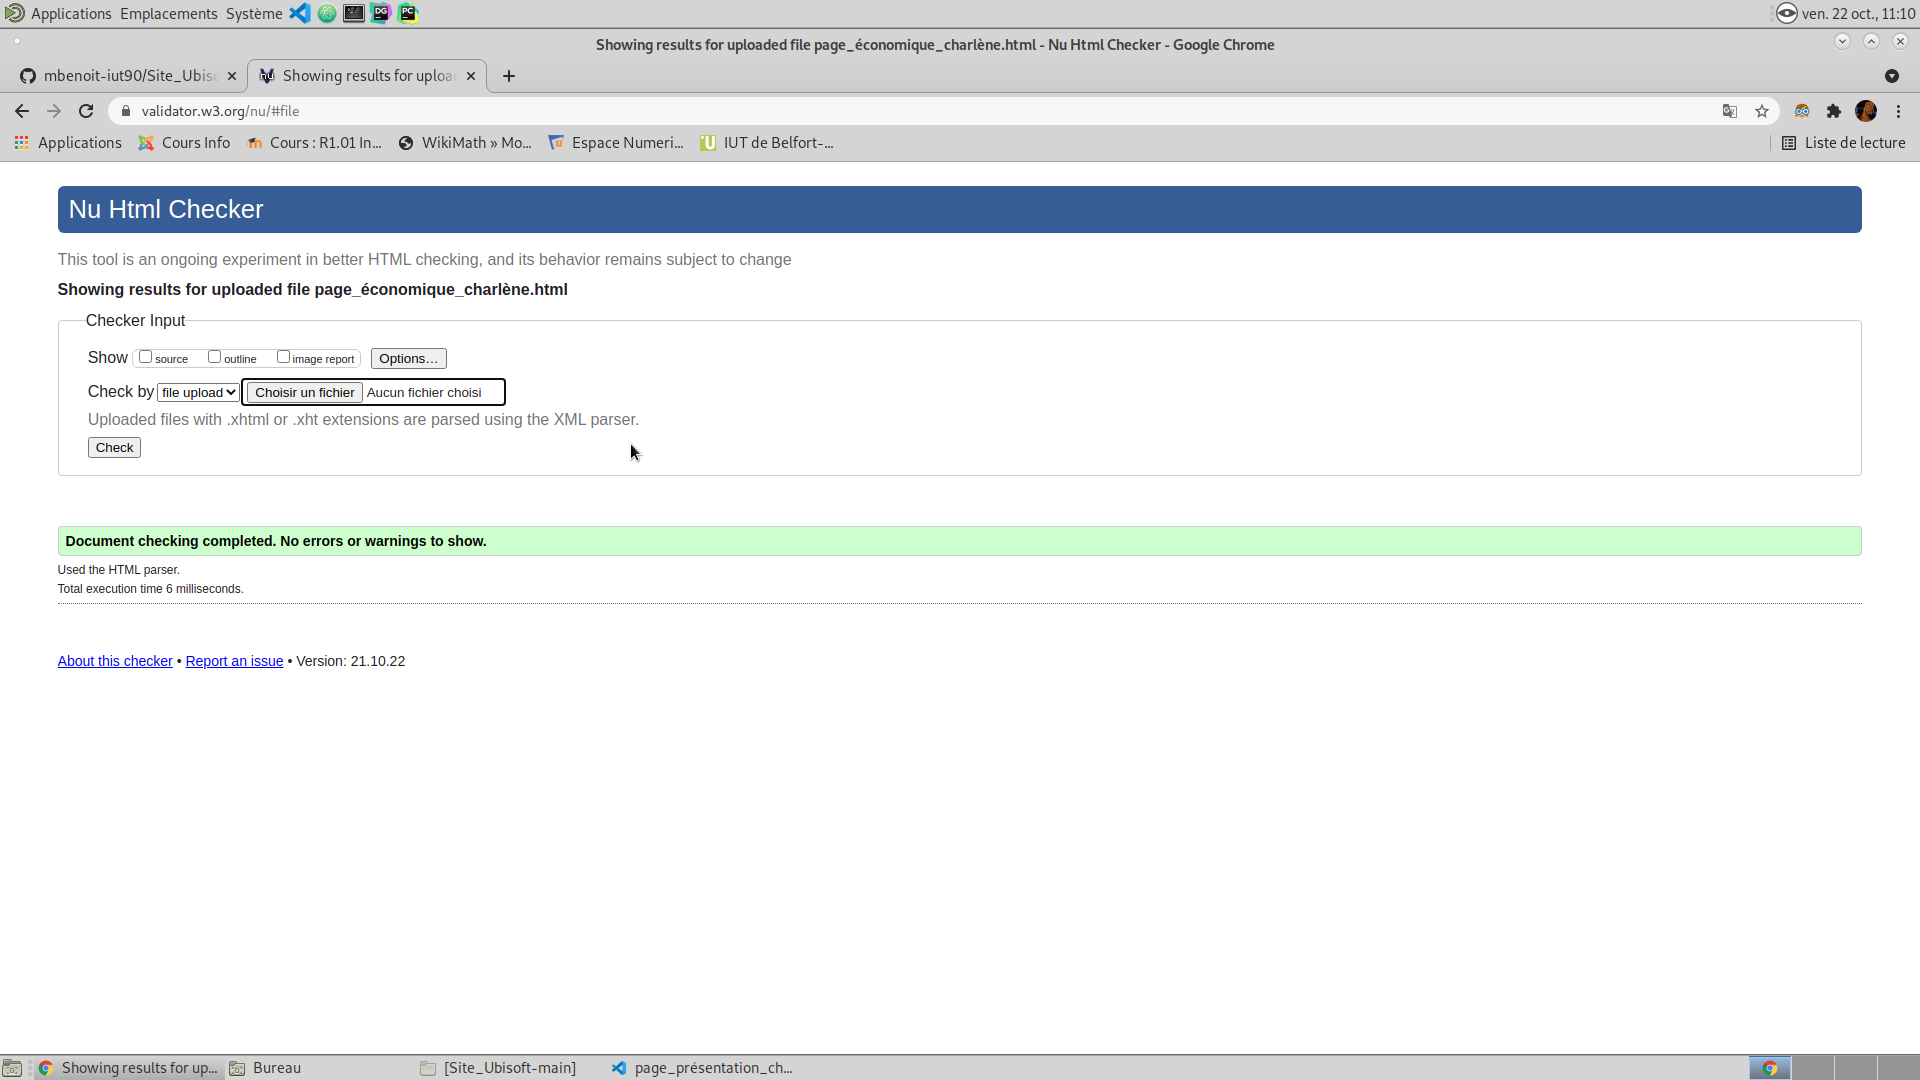 Applications Emplacements Système DG PC ven. 22 oct., 11:10
Showing results for uploaded file page_économique_charlène.html - Nu Html Checker - Google Chrome
mbenoit-iut90/Site_Ubiso nu Showing results for uploa
validator.w3.org/nu/#file
Applications Cours Info Cours : R1.01 In... WikiMath » Mo... Espace Numeri... IUT de Belfort-... Liste de lecture
Nu Html Checker
This tool is an ongoing experiment in better HTML checking, and its behavior remains subject to change
Showing results for uploaded file page_économique_charlène.html
Checker Input
Show source outline image report Options...
Check by file upload Choisir un fichier Aucun fichier choisi
Uploaded files with .xhtml or .xht extensions are parsed using the XML parser.
Check
Document checking completed. No errors or warnings to show.
Used the HTML parser.
Total execution time 6 milliseconds.
About this checker • Report an issue • Version: 21.10.22
Showing results for up... Bureau [Site_Ubisoft-main] page_présentation_ch...